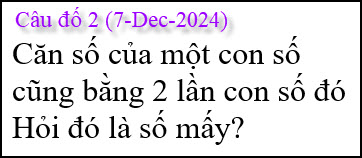 Câu đố 2 (7-Dec-2024)
Căn số của một con số
cũng bằng 2 lần con số đó
Hỏi đó là số mấy?